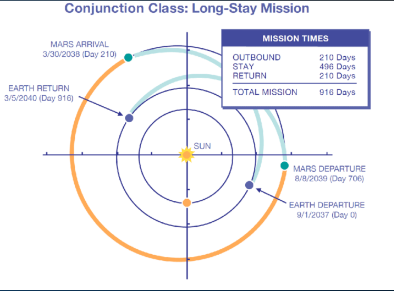 Conjunction Class: Long-Stay Mission
MARS ARRIVAL
3/30/2038 (Day 210)
MISSION TIMES
OUTBOUND 210 Days
STAY 496 Days
RETURN 210 Days
TOTAL MISSION 916 Days
EARTH RETURN
3/5/2040 (Day 916)
SUN
MARS DEPARTURE
8/8/2039 (Day 706)
EARTH DEPARTURE
9/1/2037 (Day 0)